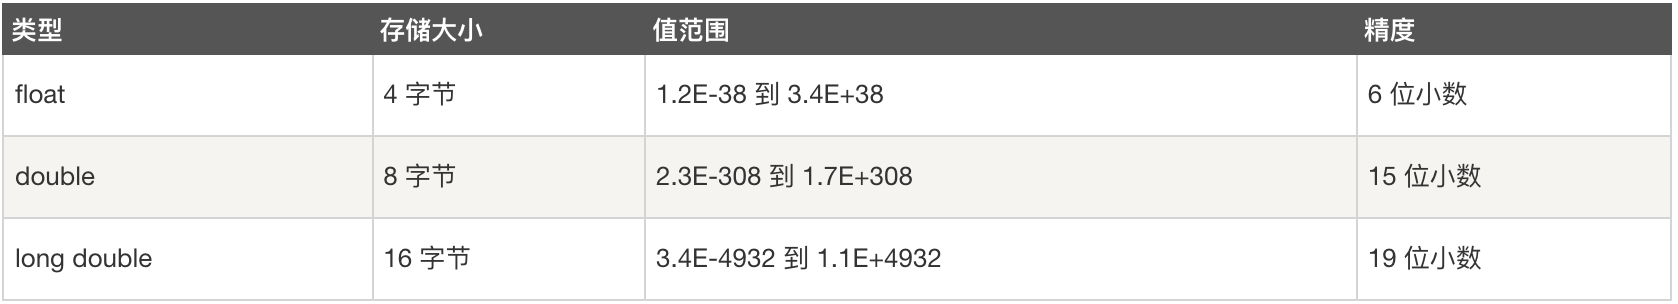 类型 存储大小 值范围 精度
float 4 字节 1.2E-38 到 3.4E+38 6 位小数
double 8 字节 2.3E-308 到 1.7E+308 15 位小数
long double 16 字节 3.4E-4932 到 1.1E+4932 19 位小数